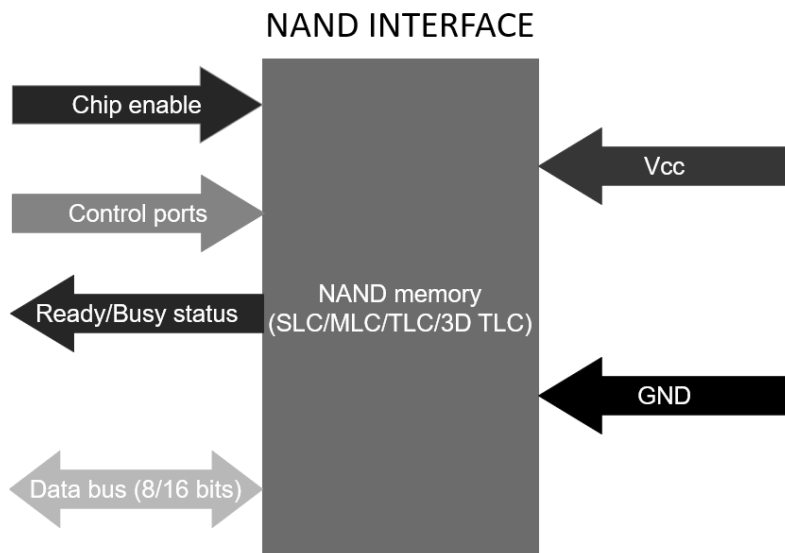 NAND INTERFACE
Chip enable
Control ports
Ready/Busy status
Data bus (8/16 bits)
NAND memory
(SLC/MLC/TLC/3D TLC)
Vcc
GND